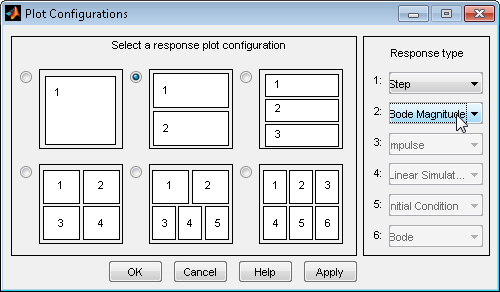 Plot Configurations
Select a response plot configuration
1
1
2
1
2
3
1 2
3 4
1 2
3 4 5
1 2 3
4 5 6
Response type
1: Step
2: Bode Magnitude
3: mpulse
4: Linear Simulat...
5: nitial Condition
6: Bode
OK Cancel Help Apply